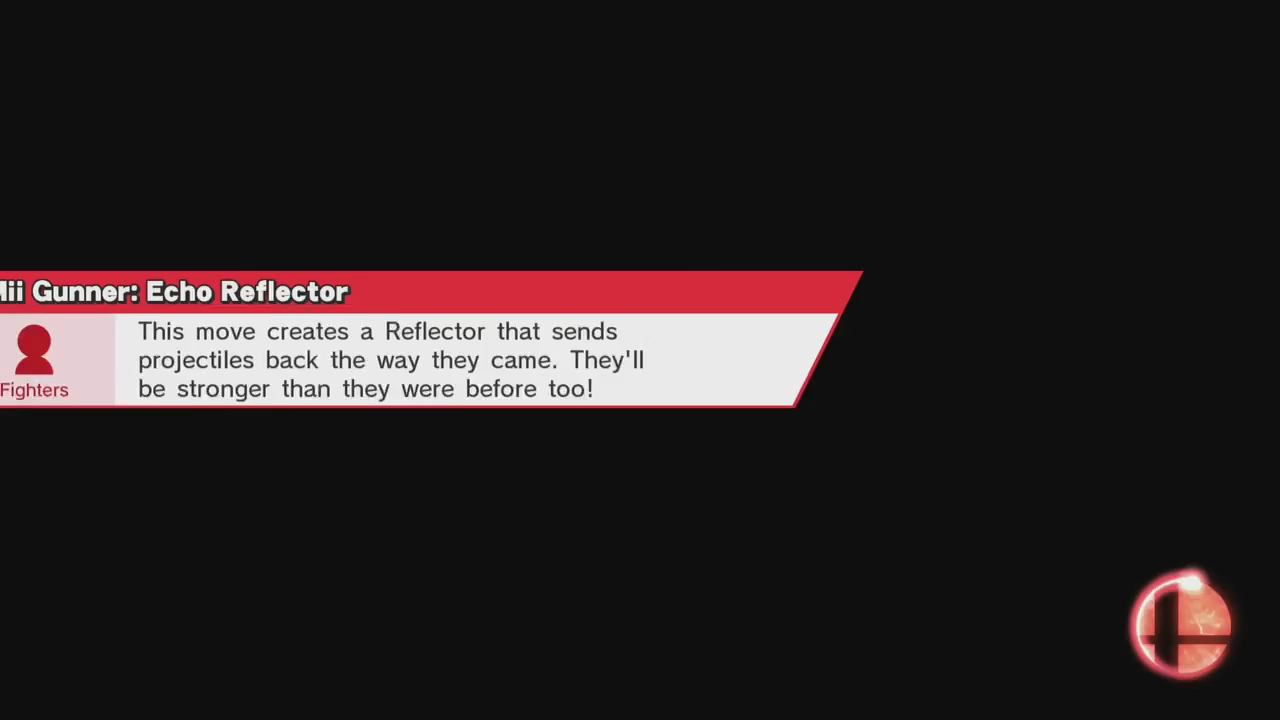 Mii Gunner: Echo Reflector
This move creates a Reflector that sends
projectiles back the way they came. They'll
be stronger than they were before too!
Fighters